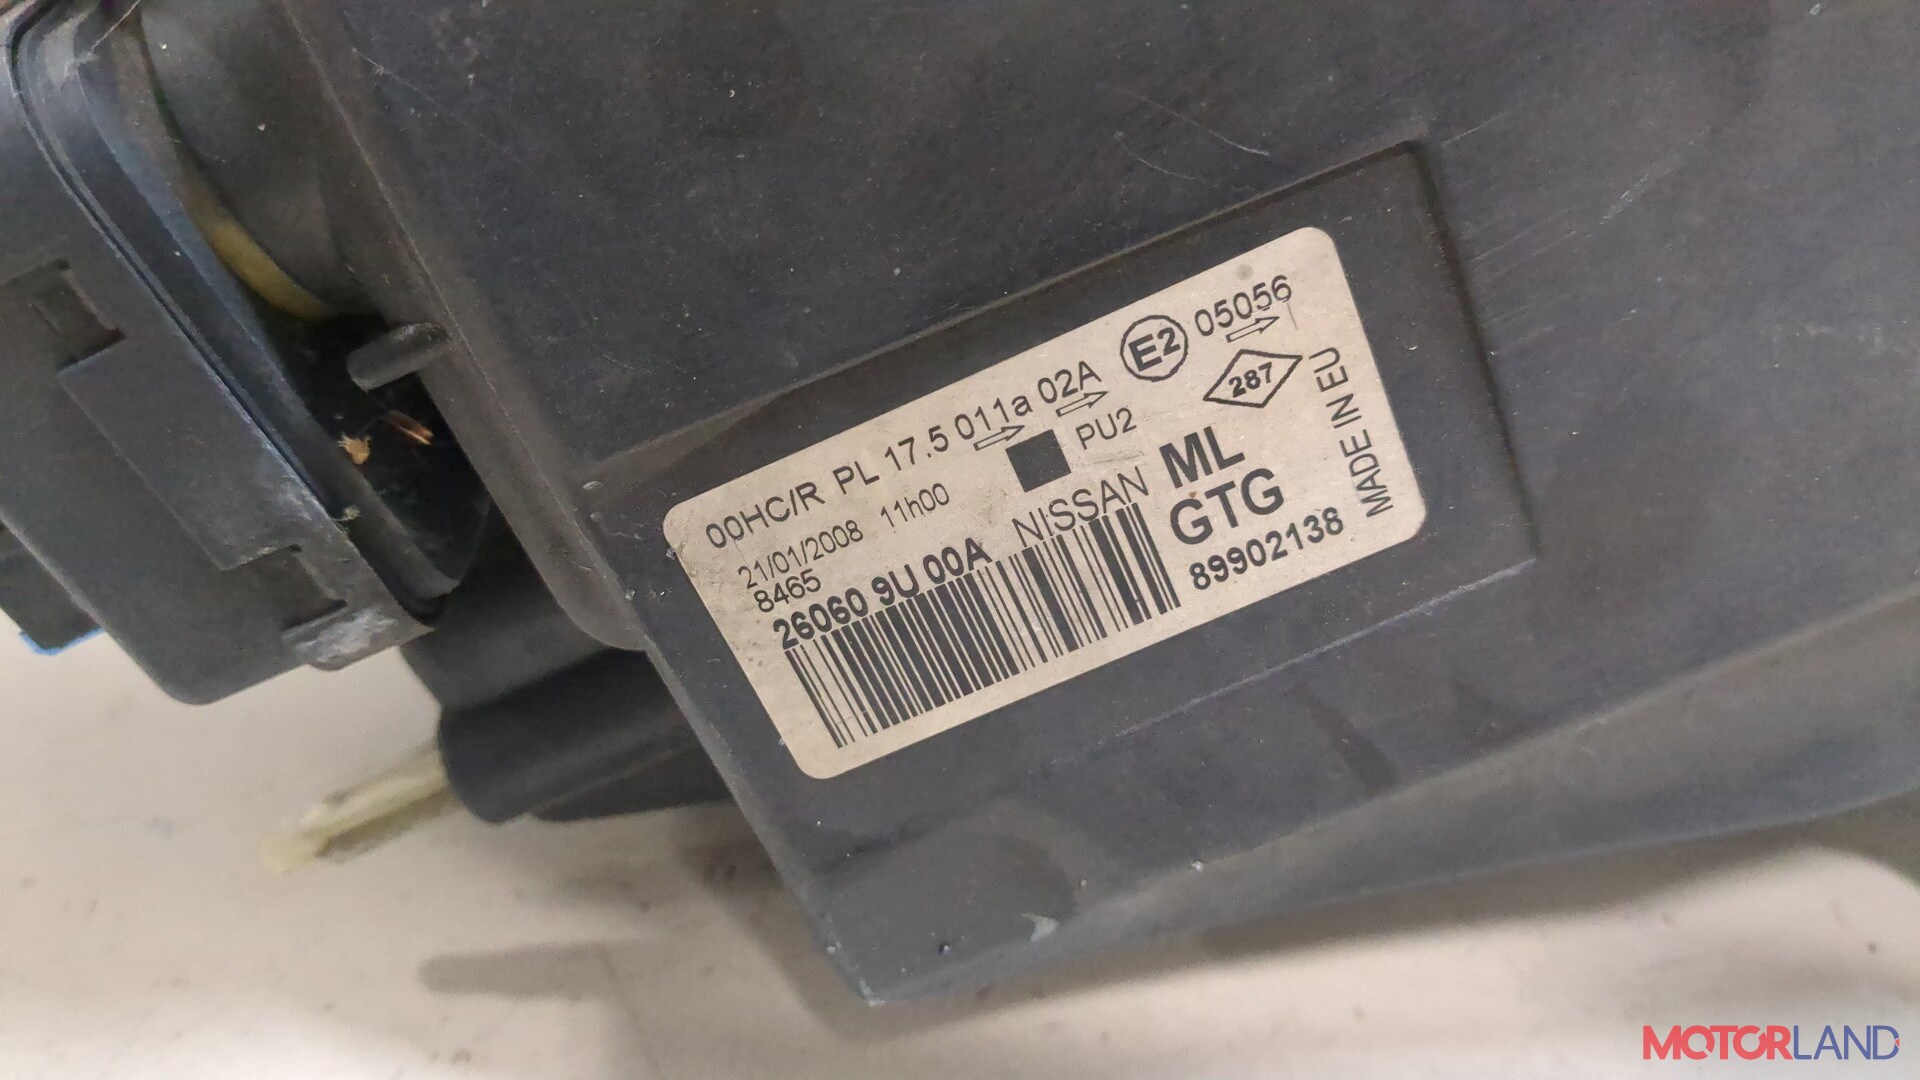 00HC/R PL 17.5 011a 02A E2 05056
21/01/2008 11h00
PU2
287
8465
26060 9U 00A
NISSAN
ML
GTG
89902138
MADE IN EU
MOTORLAND